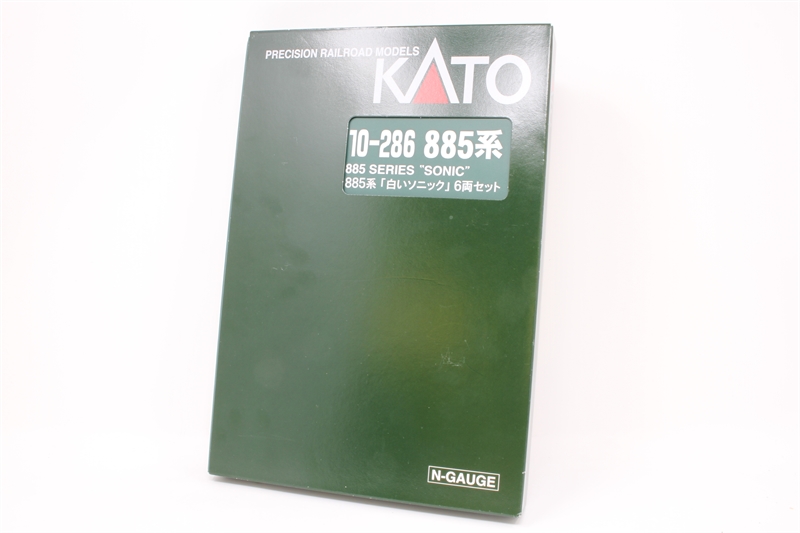 PRECISION RAILROAD MODELS
KATO
10-286 885系
885 SERIES "SONIC"
885系「白いソニック」6両セット
N-GAUGE